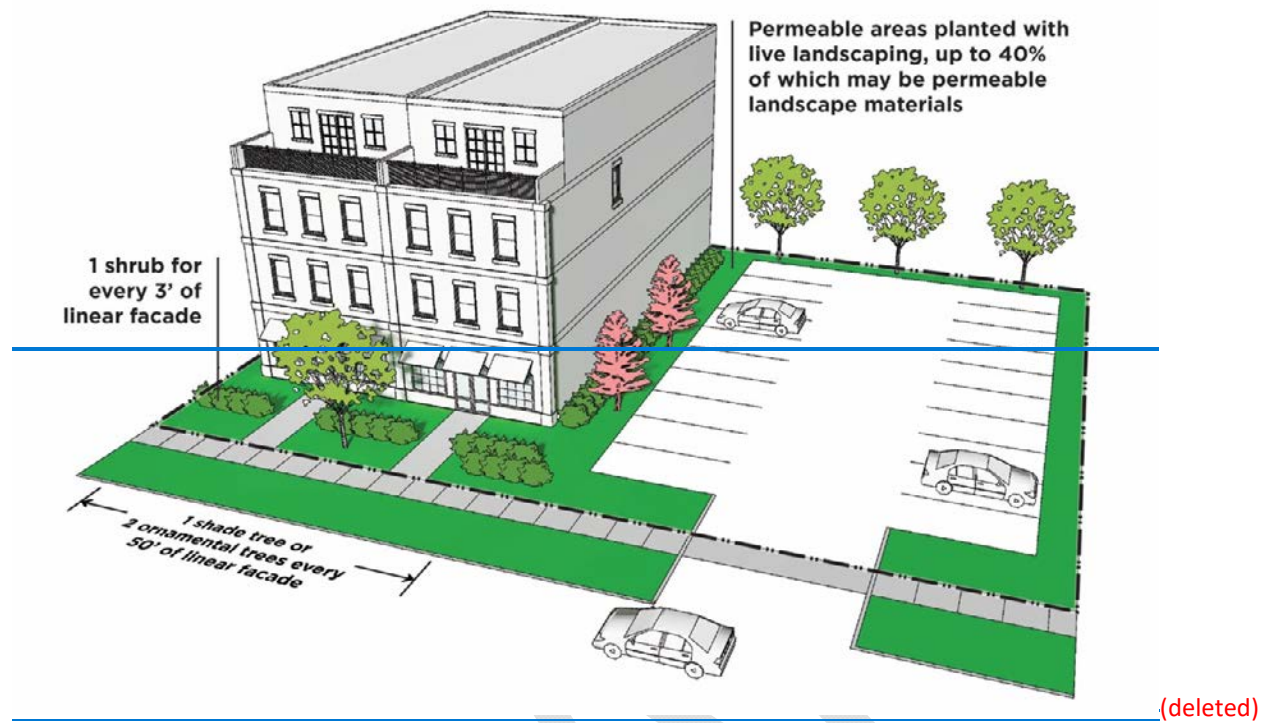 Permeable areas planted with
live landscaping, up to 40%
of which may be permeable
landscape materials
1 shrub for
every 3’ of
linear facade
1 shade tree or
2 ornamental trees every
50’ of linear facade
(deleted)